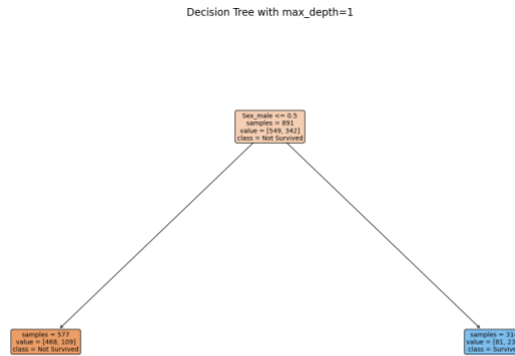 Decision Tree with max_depth=1
Sex_male <= 0.5
samples = 891
value = [549, 342]
class = Not Survived
samples = 577
value = [468, 109]
class = Not Survived
samples = 31
value = [81, 23
class = Survive